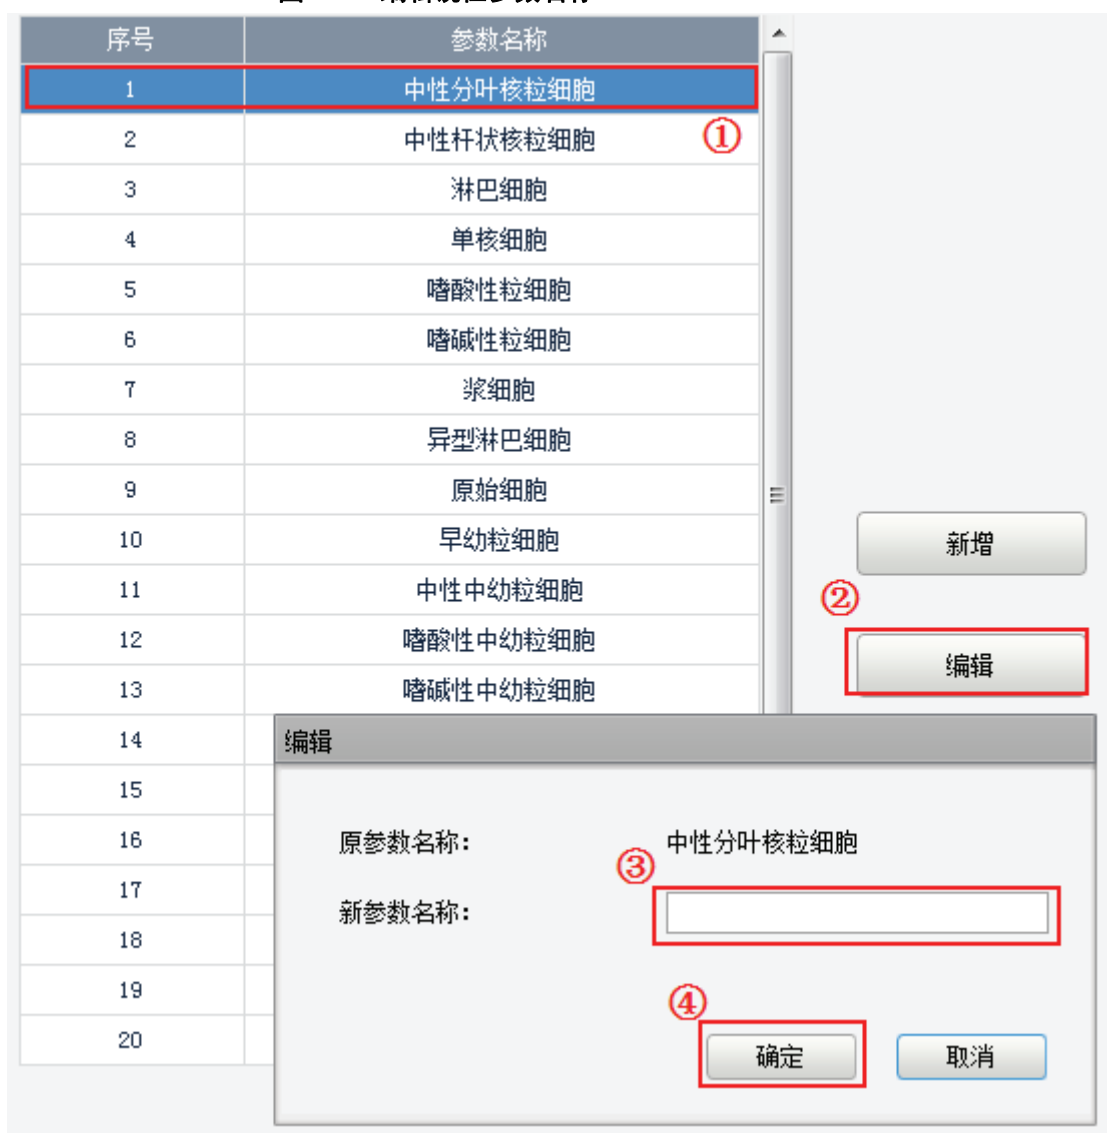 序号 参数名称
1 中性分叶核粒细胞
①
2 中性杆状核粒细胞
3 淋巴细胞
4 单核细胞
5 嗜酸性粒细胞
6 嗜碱性粒细胞
7 浆细胞
8 异型淋巴细胞
9 原始细胞
10 早幼粒细胞
新增
11 中性中幼粒细胞
②
12 嗜酸性中幼粒细胞
编辑
13 嗜碱性中幼粒细胞
14
15
16
17
18
19
20
编辑
原参数名称: 中性分叶核粒细胞
③
新参数名称:
④
确定 取消